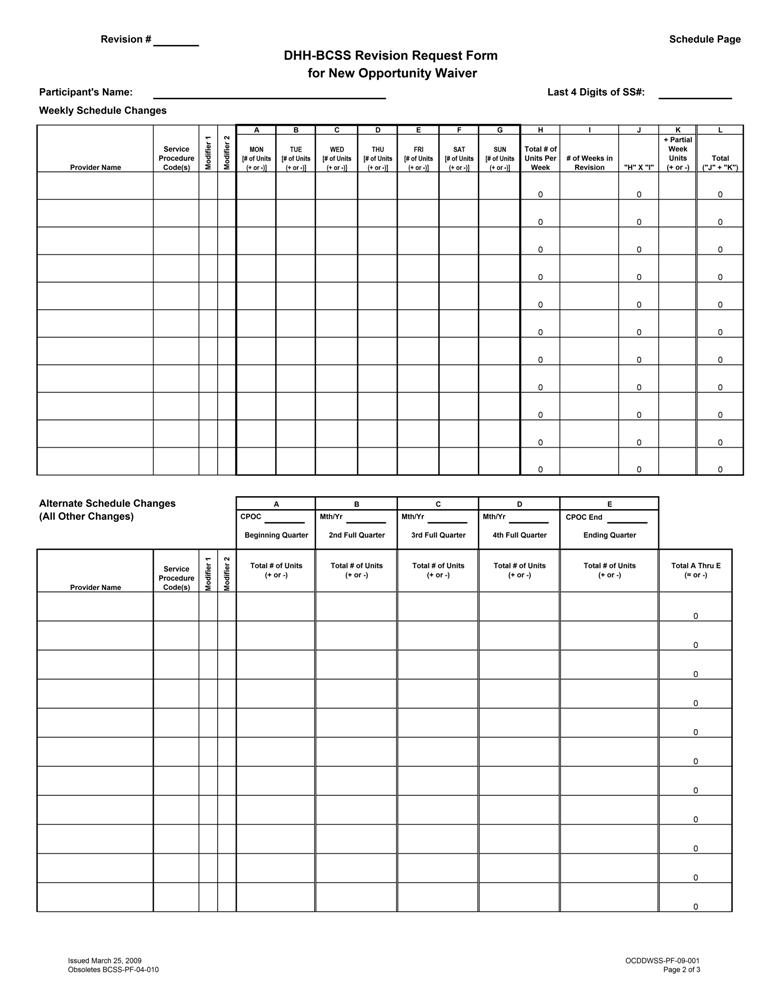 Revision # Schedule Page
DHH-BCSS Revision Request Form
for New Opportunity Waiver
Participant's Name: Last 4 Digits of SS#:
Weekly Schedule Changes
A B C D E F G H I J K L
Provider Name Service Procedure Code(s) Modifier 1 Modifier 2 MON [# of Units (+ or -)] TUE [# of Units (+ or -)] WED [# of Units (+ or -)] THU [# of Units (+ or -)] FRI [# of Units (+ or -)] SAT [# of Units (+ or -)] SUN [# of Units (+ or -)] Total # of Units Per Week # of Weeks in Revision "H" X "I" + Partial Week Units (+ or -) Total ("J" + "K")
0 0 0
0 0 0
0 0 0
0 0 0
0 0 0
0 0 0
0 0 0
0 0 0
0 0 0
0 0 0
0 0 0
Alternate Schedule Changes
(All Other Changes)
A B C D E
CPOC Mth/Yr Mth/Yr Mth/Yr CPOC End
Beginning Quarter 2nd Full Quarter 3rd Full Quarter 4th Full Quarter Ending Quarter
Provider Name Service Procedure Code(s) Modifier 1 Modifier 2 Total # of Units (+ or -) Total # of Units (+ or -) Total # of Units (+ or -) Total # of Units (+ or -) Total # of Units (+ or -) Total A Thru E (= or -)
0
0
0
0
0
0
0
0
0
0
0
Issued March 25, 2009 OCDDWSS-PF-09-001
Obsoletes BCSS-PF-04-010 Page 2 of 3